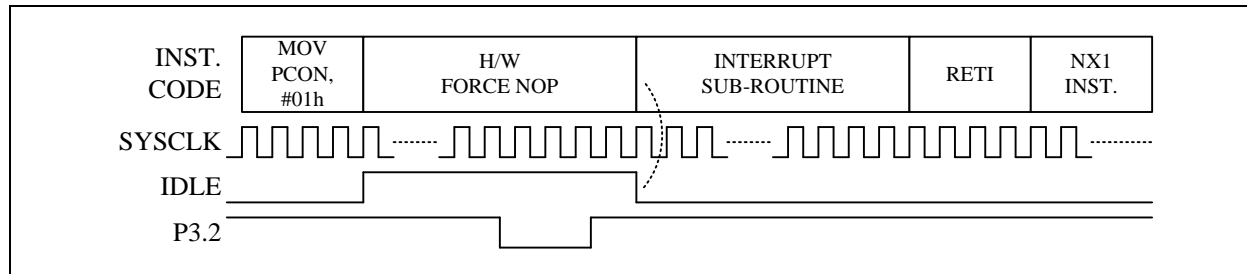 INST.
CODE
MOV
PCON,
#01h
H/W
FORCE NOP
INTERRUPT
SUB-ROUTINE
RETI
NX1
INST.
SYSCLK
IDLE
P3.2